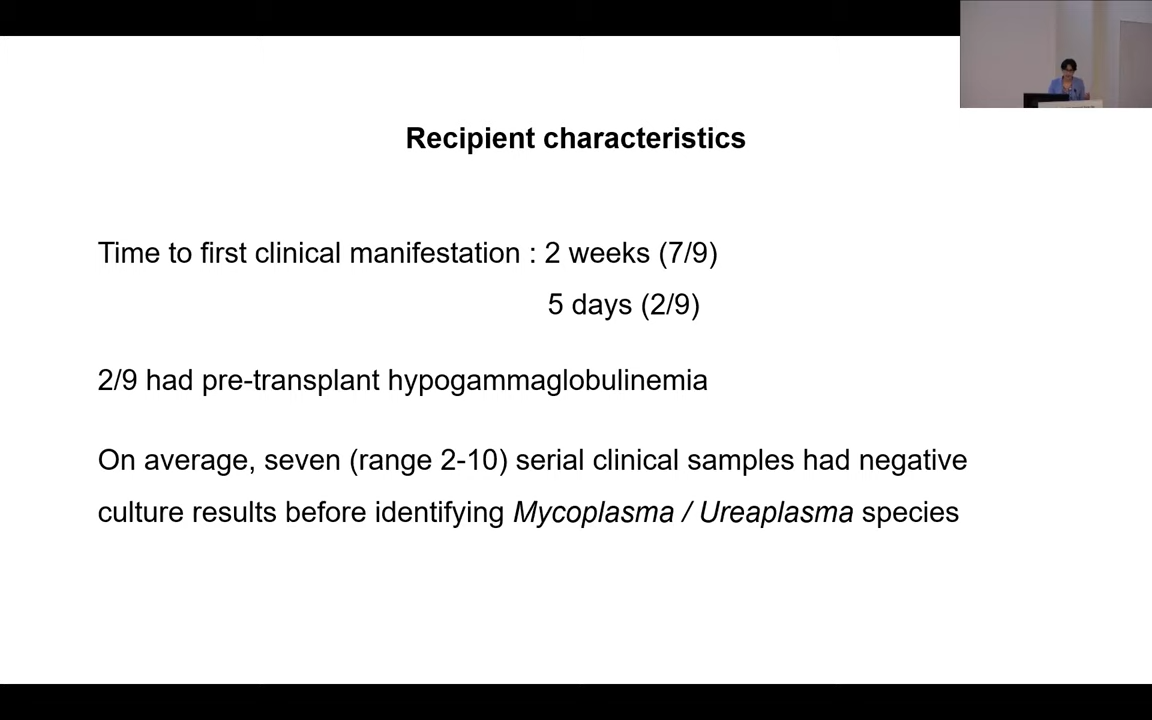 Recipient characteristics
Time to first clinical manifestation : 2 weeks (7/9)
5 days (2/9)
2/9 had pre-transplant hypogammaglobulinemia
On average, seven (range 2-10) serial clinical samples had negative
culture results before identifying Mycoplasma / Ureaplasma species